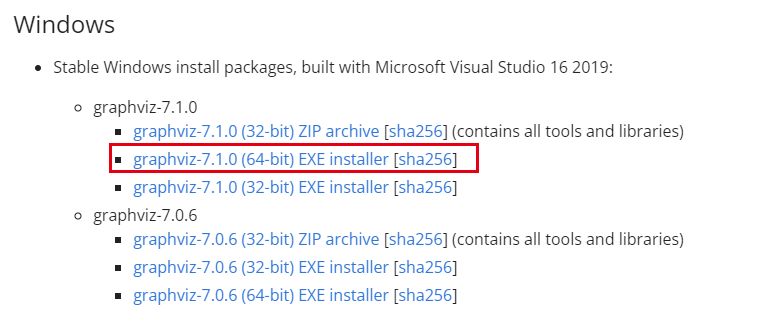 Windows
Stable Windows install packages, built with Microsoft Visual Studio 16 2019:
graphviz-7.1.0
graphviz-7.1.0 (32-bit) ZIP archive [sha256] (contains all tools and libraries)
graphviz-7.1.0 (64-bit) EXE installer [sha256]
graphviz-7.1.0 (32-bit) EXE installer [sha256]
graphviz-7.0.6
graphviz-7.0.6 (32-bit) ZIP archive [sha256] (contains all tools and libraries)
graphviz-7.0.6 (32-bit) EXE installer [sha256]
graphviz-7.0.6 (64-bit) EXE installer [sha256]